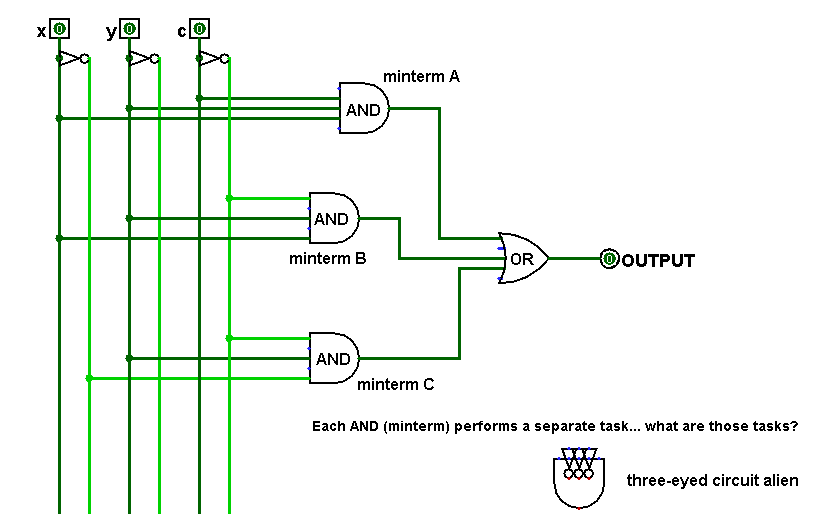 x 0 y 0 c 0
minterm A
AND
AND
minterm B
OR
0 OUTPUT
AND
minterm C
Each AND (minterm) performs a separate task... what are those tasks?
three-eyed circuit alien